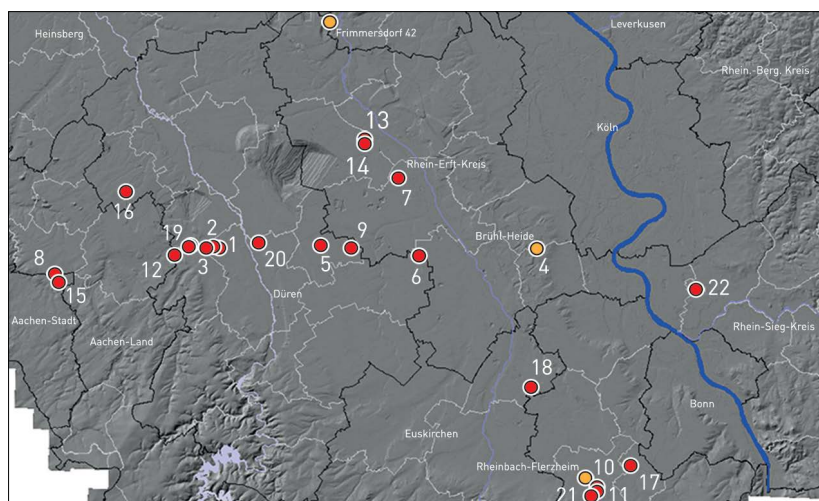 Leverkusen
Heinsberg
Frimmersdorf 42
Rhein.-Berg. Kreis
13
Köln
14
Rhein-Erft-Kreis
7
16
19
2
1
9
Brühl-Heide
12
3
20
5
6
4
8
15
22
Düren
Aachen-Stadt
Rhein-Sieg-Kreis
Aachen-Land
18
Bonn
Euskirchen
Rheinbach-Flerzheim
10
17
21
11